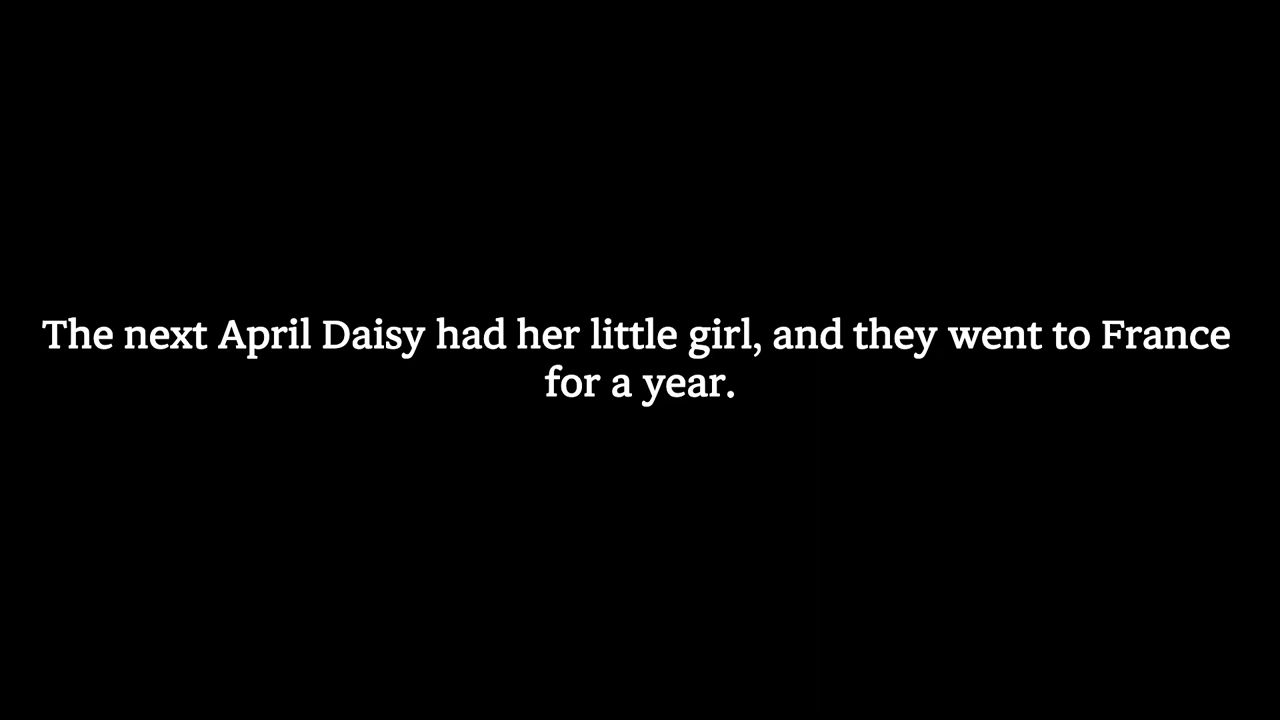 The next April Daisy had her little girl, and they went to France
for a year.